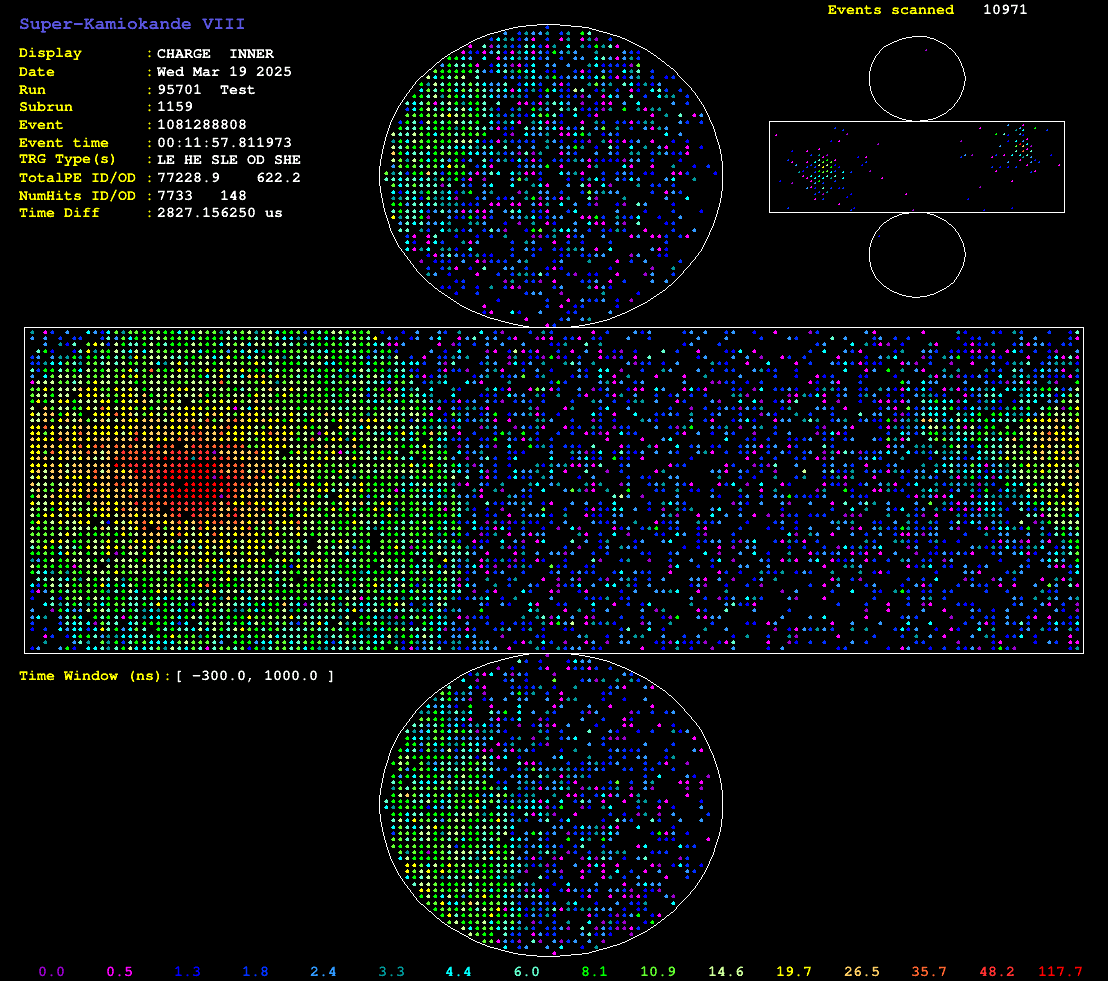 Super-Kamiokande VIII
Events scanned 10971
Display : CHARGE INNER
Date : Wed Mar 19 2025
Run : 95701 Test
Subrun : 1159
Event : 1081288808
Event time : 00:11:57.811973
TRG Type(s) : LE HE SLE OD SHE
TotalPE ID/OD : 77228.9 622.2
NumHits ID/OD : 7733 148
Time Diff : 2827.156250 us
Time Window (ns): [ -300.0, 1000.0 ]
0.0 0.5 1.3 1.8 2.4 3.3 4.4 6.0 8.1 10.9 14.6 19.7 26.5 35.7 48.2 117.7